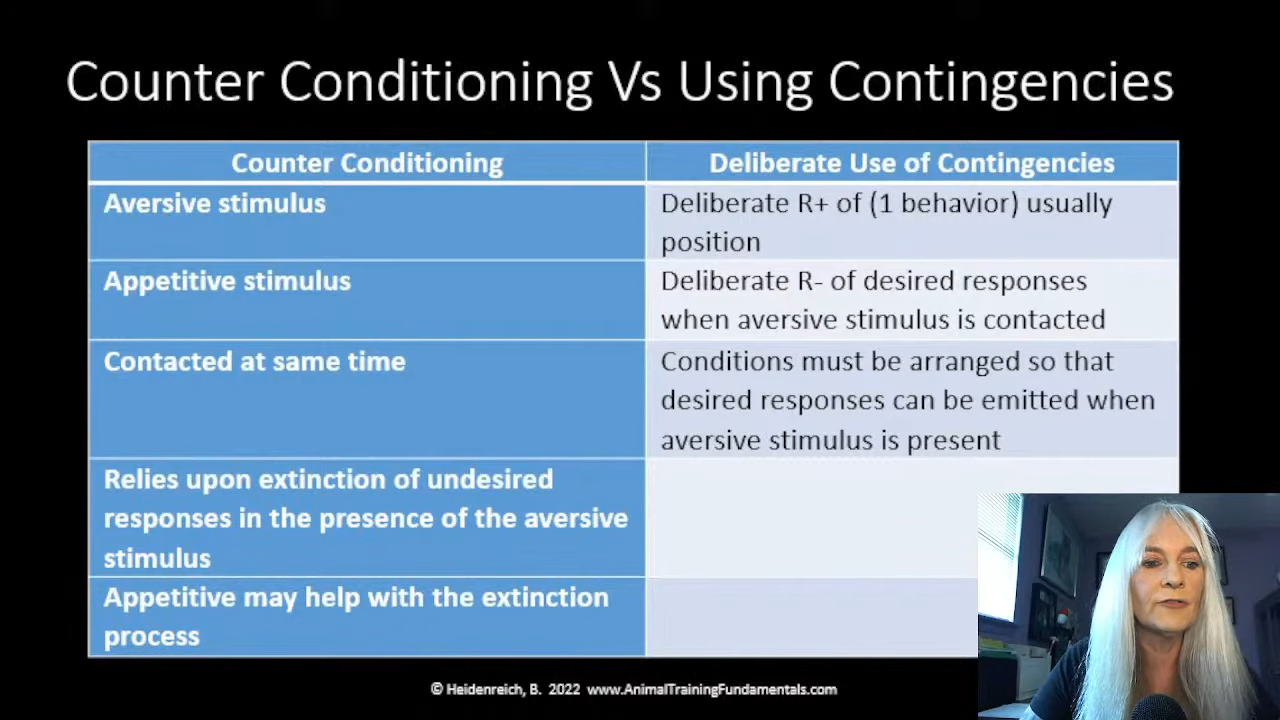 Counter Conditioning Vs Using Contingencies
Counter Conditioning
Deliberate Use of Contingencies
Aversive stimulus
Deliberate R+ of (1 behavior) usually
position
Appetitive stimulus
Deliberate R- of desired responses
when aversive stimulus is contacted
Contacted at same time
Conditions must be arranged so that
desired responses can be emitted when
aversive stimulus is present
Relies upon extinction of undesired
responses in the presence of the aversive
stimulus
Appetitive may help with the extinction
process
© Heidenreich, B. 2022 www.AnimalTrainingFundamentals.com